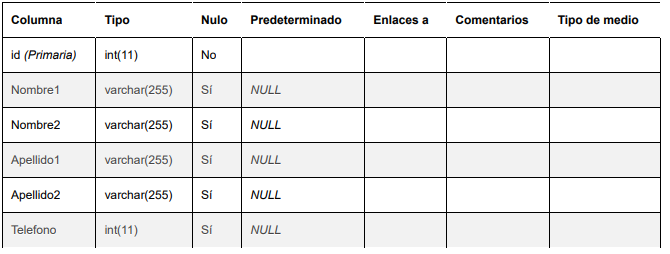 Columna Tipo Nulo Predeterminado Enlaces a Comentarios Tipo de medio
id (Primaria) int(11) No
Nombre1 varchar(255) Sí NULL
Nombre2 varchar(255) Sí NULL
Apellido1 varchar(255) Sí NULL
Apellido2 varchar(255) Sí NULL
Telefono int(11) Sí NULL